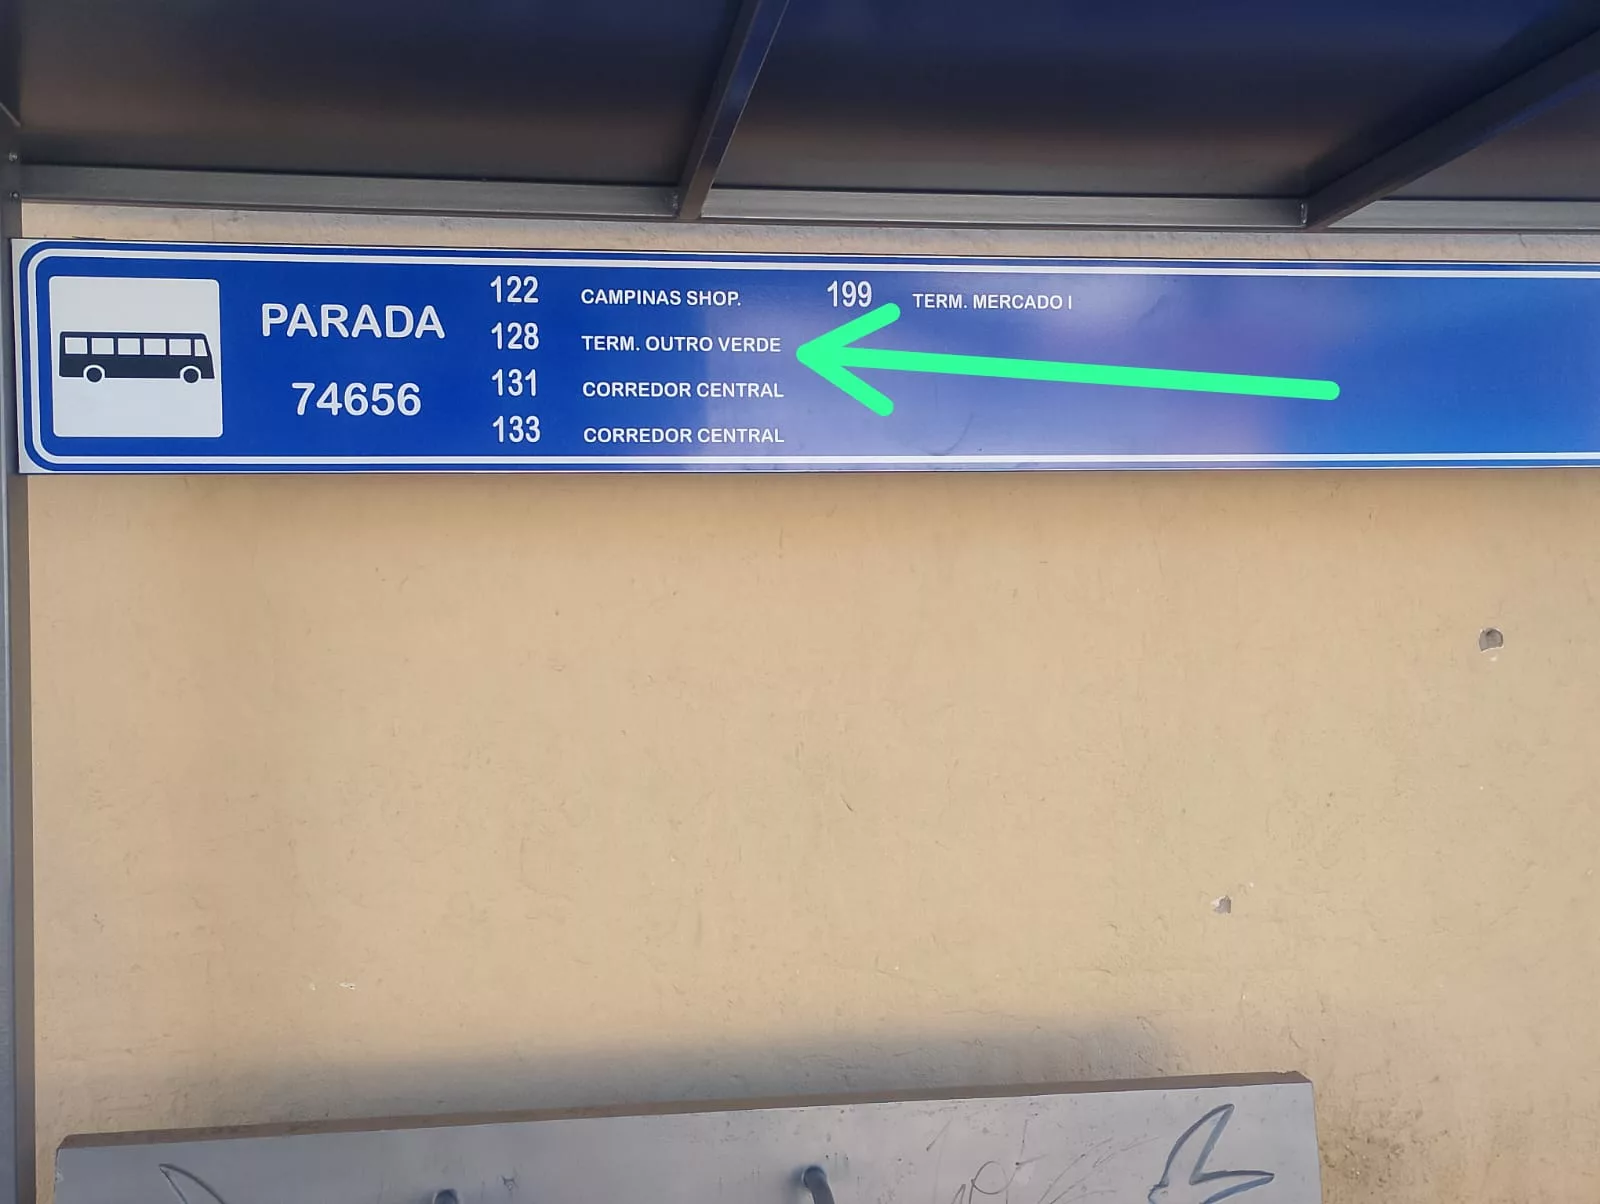 PARADA
74656
122 CAMPINAS SHOP.
128 TERM. OUTRO VERDE
131 CORREDOR CENTRAL
133 CORREDOR CENTRAL
199 TERM. MERCADO I